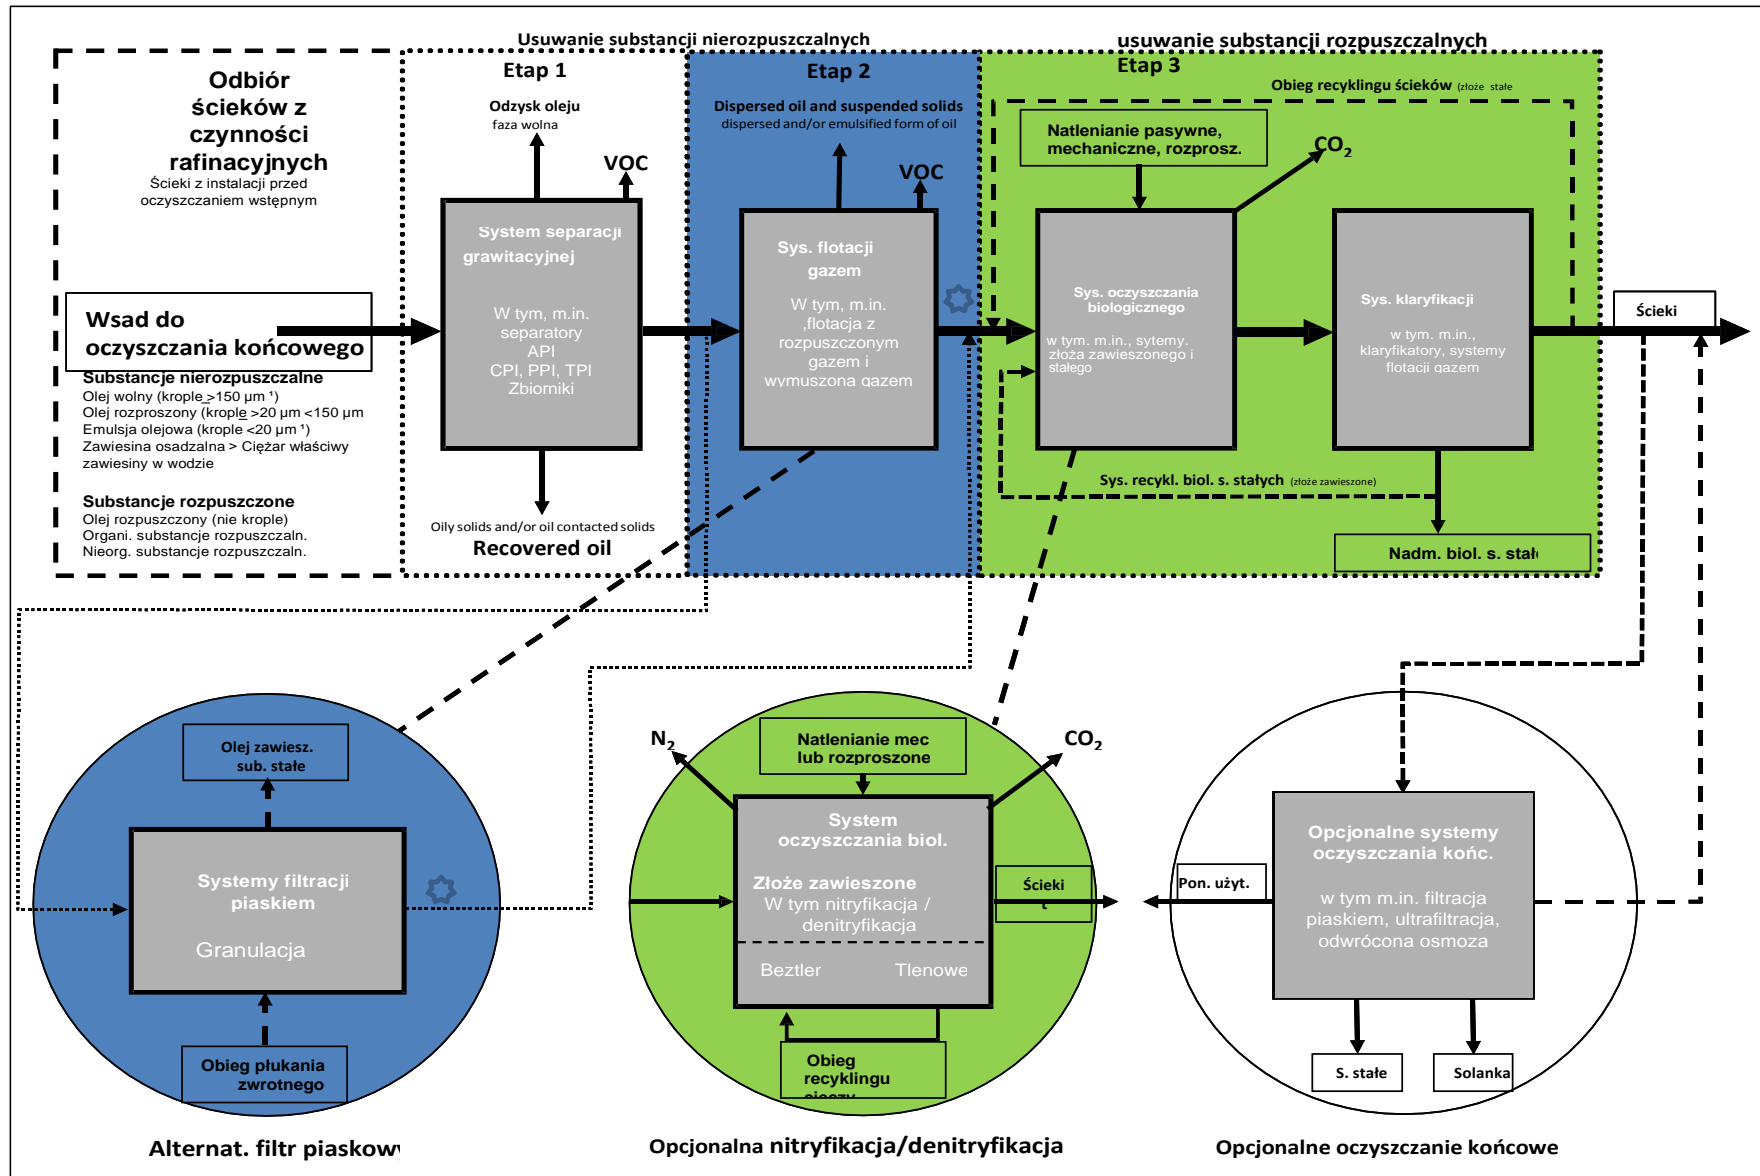 Usuwanie substancji nierozpuszczalnych
usuwanie substancji rozpuszczalnych
Odbiór
ścieków z
czynności
rafinacyjnych
Ścieki z instalacji przed
oczyszczaniem wstępnym
Wsad do
oczyszczania końcowego
Substancje nierozpuszczalne
Olej wolny (krople >150 µm ¹)
Olej rozproszony (krople >20 µm <150 µm
Emulsja olejowa (krople <20 µm ¹)
Zawiesina osadzalna > Ciężar właściwy
zawiesiny w wodzie
Substancje rozpuszczone
Olej rozpuszczony (nie krople)
Organi. substancje rozpuszczaln.
Nieorg. substancje rozpuszczaln.
Etap 1
Odzysk oleju
faza wolna
VOC
System separacji
grawitacyjnej
W tym, m.in.
separatory
API
CPI, PPI, TPI
Zbiorniki
Oily solids and/or oil contacted solids
Recovered oil
Etap 2
Dispersed oil and suspended solids
dispersed and/or emulsified form of oil
VOC
Sys. flotacji
gazem
W tym, m.in.
,flotacja z
rozpuszczonym
gazem i
wymuszona gazem
Etap 3
Obieg recyklingu ścieków (złoże stałe
Natlenianie pasywne,
mechaniczne, rozprosz.
CO₂
Sys. oczyszczania
biologicznego
w tym. m.in., sytemy.
złoża zawieszonego i
stałego
Sys. klaryfikacji
w tym. m.in.,
klaryfikatory, systemy
flotacji gazem
Sys. recykl. biol. s. stałych (złoże zawieszone)
Nadm. biol. s. stał
Ścieki
Olej zawiesz.
sub. stałe
Systemy filtracji
piaskiem
Granulacja
Obieg płukania
zwrotnego
Alternat. filtr piaskowy
N₂
Natlenianie mec
lub rozproszone
CO₂
System
oczyszczania biol.
Złoże zawieszone
W tym nitryfikacja /
denitryfikacja
Beztler
Tlenowe
Ścieki
Obieg
recyklingu
cieczy
Opcjonalna nitryfikacja/denitryfikacja
Opcjonalne systemy
oczyszczania końc.
w tym m.in. filtracja
piaskiem, ultrafiltracja,
odwrócona osmoza
Pon. użyt.
S. stałe
Solanka
Opcjonalne oczyszczanie końcowe